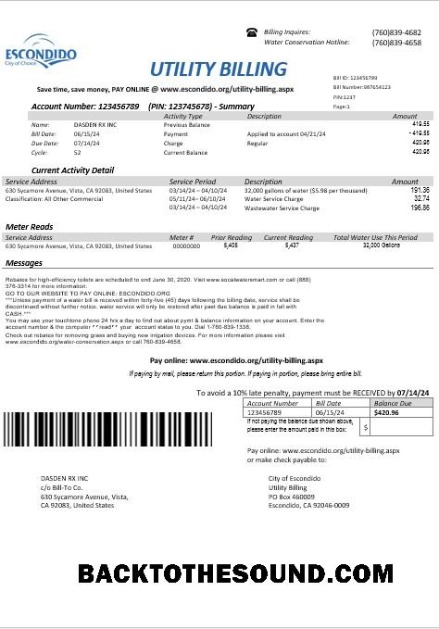 ESCONDIDO
City of Choice
Billing Inquires: (760)839-4682
Water Conservation Hotline: (760)839-4658
UTILITY BILLING
Save time, save money, PAY ONLINE @ www.escondido.org/utility-billing.aspx
Bill ID: 123456789
Bill Number:987654123
PIN:1237
Page:1
Account Number: 123456789 (PIN: 123745678) - Summary
Activity Type Description Amount
Name: DASDEN RX INC Previous Balance 419.55
Bill Date: 06/15/24 Payment Applied to account 04/21/24 - 419.55
Due Date: 07/14/24 Charge Regular 420.96
Cycle: 52 Current Balance 420.96
Current Activity Detail
Service Address Service Period Description Amount
630 Sycamore Avenue, Vista, CA 92083, United States 03/14/24 – 04/10/24 32,000 gallons of water ($5.98 per thousand) 191.36
Classification: All Other Commercial 05/11/24 –06/10/24 Water Service Charge 32.74
03/14/24 – 04/10/24 Wastewater Service Charge 196.86
Meter Reads
Service Address Meter # Prior Reading Current Reading Total Water Use This Period
630 Sycamore Avenue, Vista, CA 92083, United States 00000000 5,405 5,437 32,000 Gallons
Messages
Rebates for high-efficiency toilets are scheduled to end June 30, 2020. Visit www.socalwatersmart.com or call (888)
376-3314 for more information.
GO TO OUR WEBSITE TO PAY ONLINE: ESCONDIDO.ORG
***Unless payment of a water bill is received within forty-five (45) days following the billing date, service shall be
discontinued without further notice. water service will only be restored after past due balance is paid in fall with
CASH.***
You may use your touchtone phone 24 hrs a day to find out about pymt & balance information on your account. Enter the
account number & the computer **read** your account status to you. Dial 1-760-839-1338.
Check our rebates for removing grass and buying new irrigation devices. For more information please visit
www.escondido.org/water-conservation.aspx or call 760-839-4658.
Pay online: www.escondido.org/utility-billing.aspx
If paying by mail, please return this portion. If paying in portion, please bring entire bill.
To avoid a 10% late penalty, payment must be RECEIVED by 07/14/24
Account Number Bill Date Balance Due
123456789 06/15/24 $420.96
If not paying the balance due shown above,
please enter the amount paid in this box: $
Pay online: www.escondido.org/utility-billing.aspx
or make check payable to:
DASDEN RX INC
c/o Bill-To Co.
630 Sycamore Avenue, Vista,
CA 92083, United States
City of Escondido
Utility Billing
PO Box 460009
Escondido, CA 92046-0009
BACKTOTHESOUND.COM